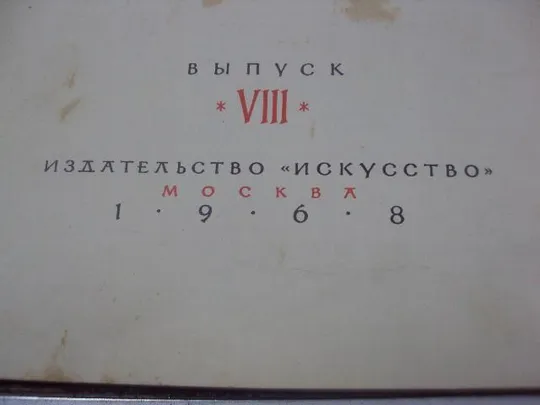 ВЫПУСК
* VIII *
ИЗДАТЕЛЬСТВО «ИСКУССТВО»
МОСКВА
1 · 9 · 6 · 8